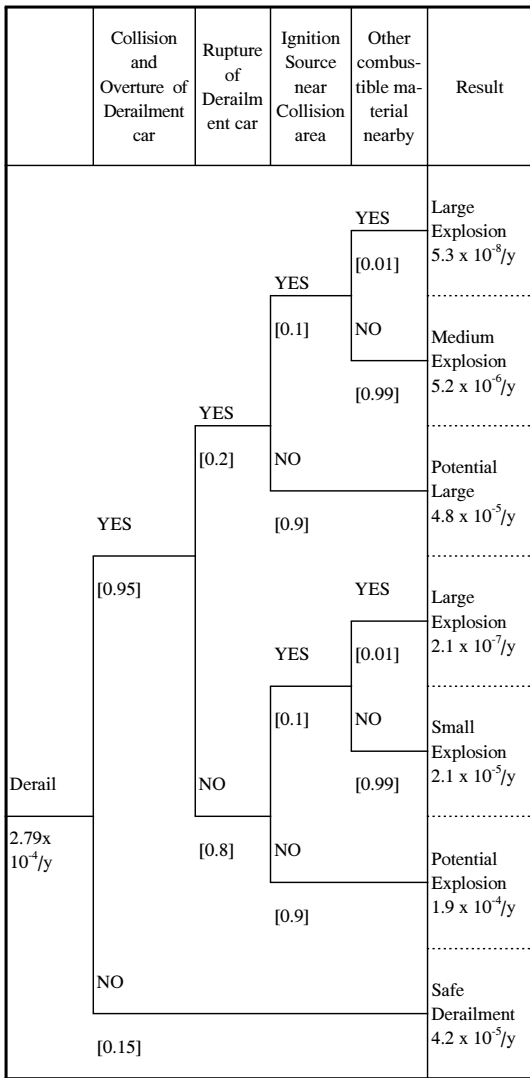 Collision
and
Overture of
Derailment
car
Rupture
of
Derailm
ent car
Ignition
Source
near
Collision
area
Other
combus-
tible ma-
terial
nearby
Result
YES
[0.01]
Large
Explosion
5.3 x 10⁻⁸/y
YES
[0.1]
NO
[0.99]
Medium
Explosion
5.2 x 10⁻⁶/y
YES
[0.2]
NO
[0.9]
Potential
Large
4.8 x 10⁻⁵/y
YES
[0.95]
YES
[0.01]
Large
Explosion
2.1 x 10⁻⁷/y
YES
[0.1]
NO
[0.99]
Small
Explosion
2.1 x 10⁻⁵/y
Derail
2.79x
10⁻⁴/y
NO
[0.8]
NO
[0.9]
Potential
Explosion
1.9 x 10⁻⁴/y
NO
[0.15]
Safe
Derailment
4.2 x 10⁻⁵/y